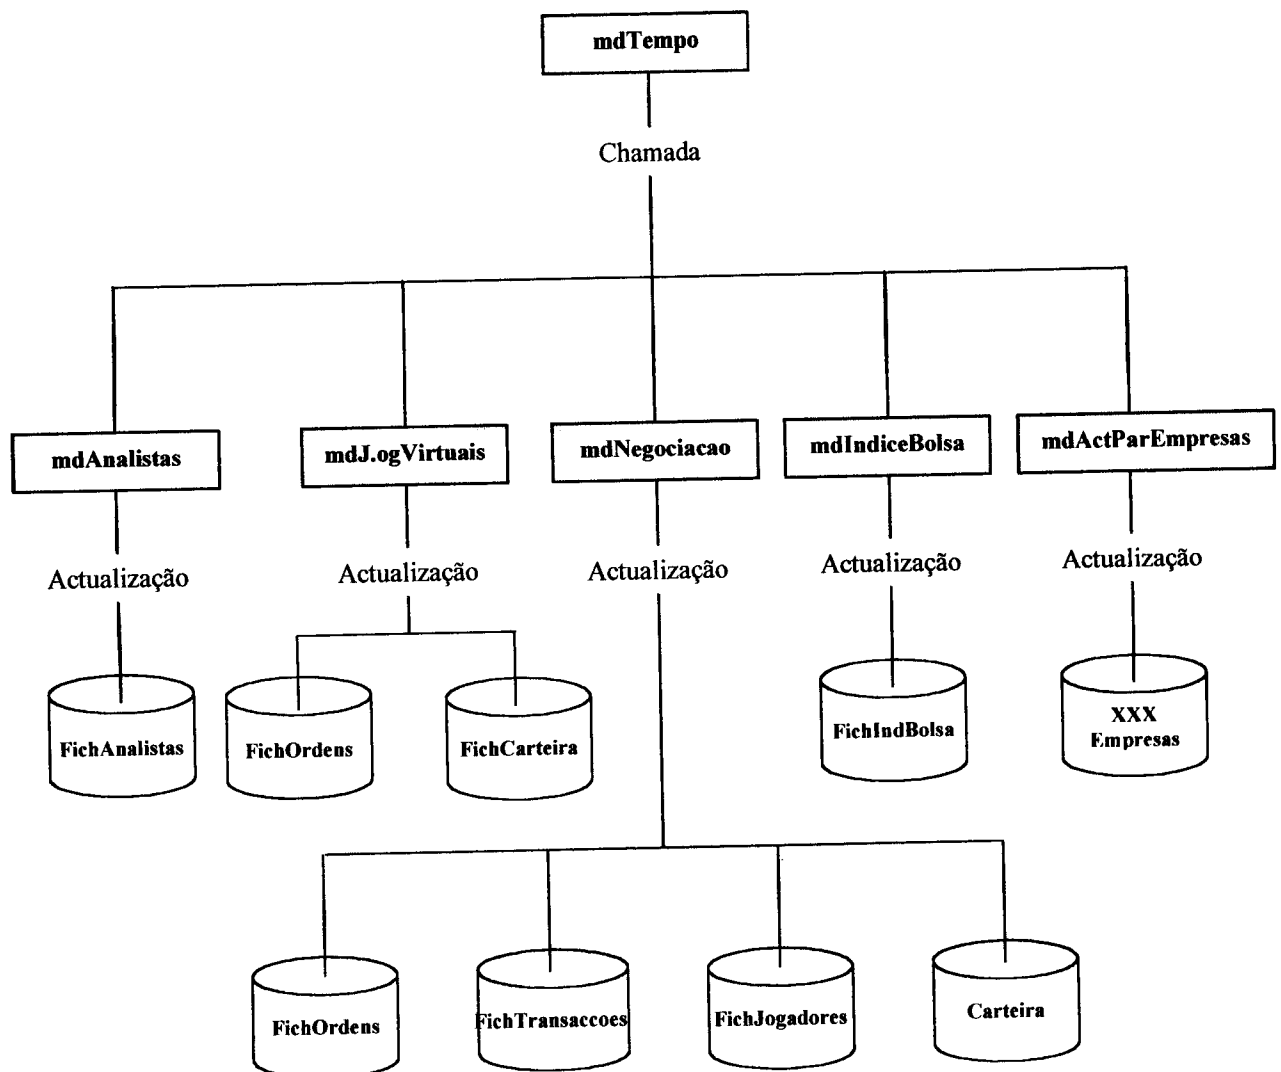 mdTempo
Chamada
mdAnalistas
mdJ.ogVirtuais
mdNegociacao
mdIndiceBolsa
mdActParEmpresas
Actualização
Actualização
Actualização
Actualização
Actualização
FichAnalistas
FichOrdens
FichCarteira
FichIndBolsa
XXX
Empresas
FichOrdens
FichTransaccoes
FichJogadores
Carteira